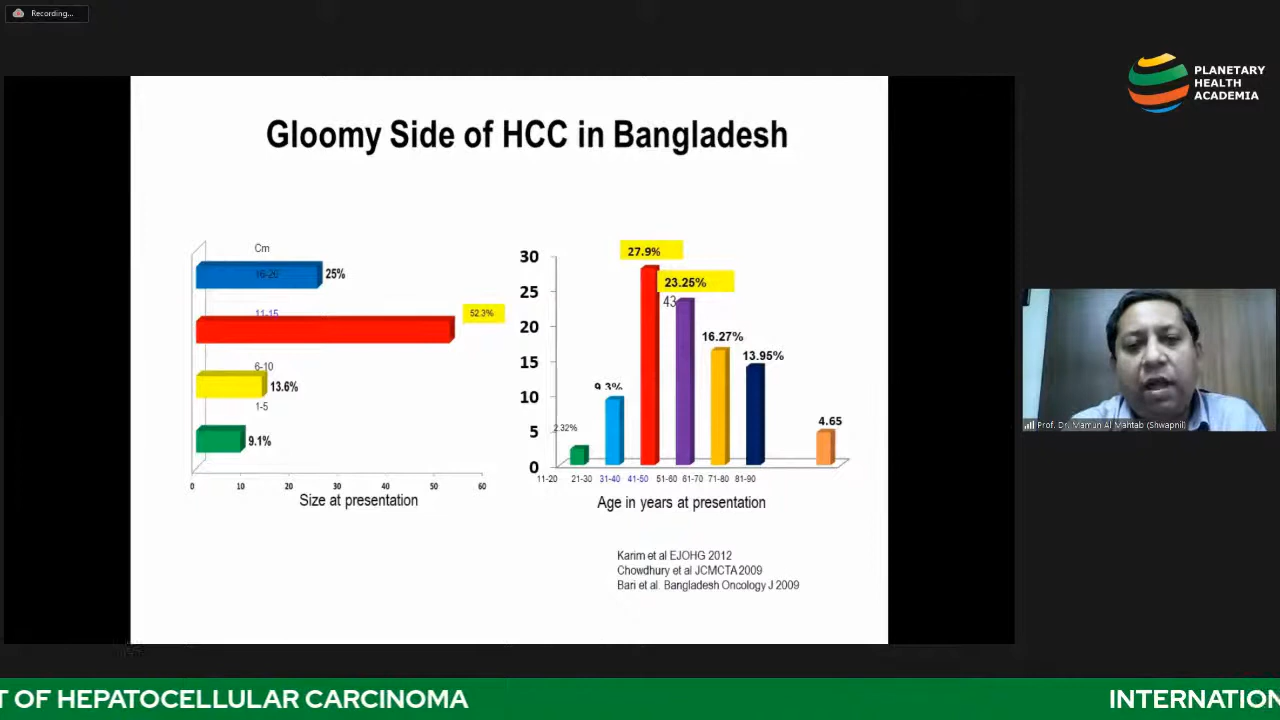 Recording...
PLANETARY
HEALTH
ACADEMIA
Gloomy Side of HCC in Bangladesh
Cm
16-20
25%
11-15
52.3%
6-10
13.6%
1-5
9.1%
0 10 20 30 40 50 60
Size at presentation
30
25
20
15
10
5
0
27.9%
23.25%
43
16.27%
13.95%
9.3%
2.32%
4.65
11-20 21-30 31-40 41-50 51-60 61-70 71-80 81-90
Age in years at presentation
Karim et al EJOHG 2012
Chowdhury et al JCMCTA 2009
Bari et al. Bangladesh Oncology J 2009
Prof. Dr. Mamun Al Mahtab (Shwapnil)
T OF HEPATOCELLULAR CARCINOMA
INTERNATION